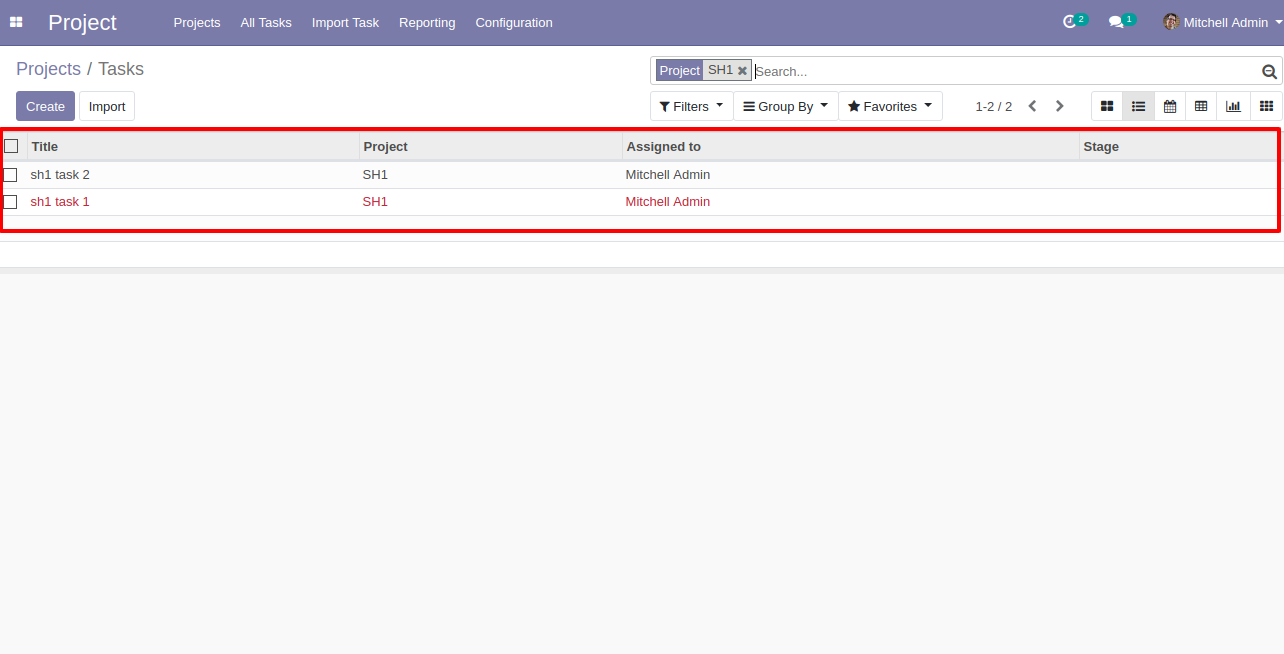 Project Projects All Tasks Import Task Reporting Configuration 2 1 Mitchell Admin
Projects / Tasks Project SH1 Search...
Create Import Filters Group By Favorites 1-2 / 2
Title Project Assigned to Stage
sh1 task 2 SH1 Mitchell Admin
sh1 task 1 SH1 Mitchell Admin